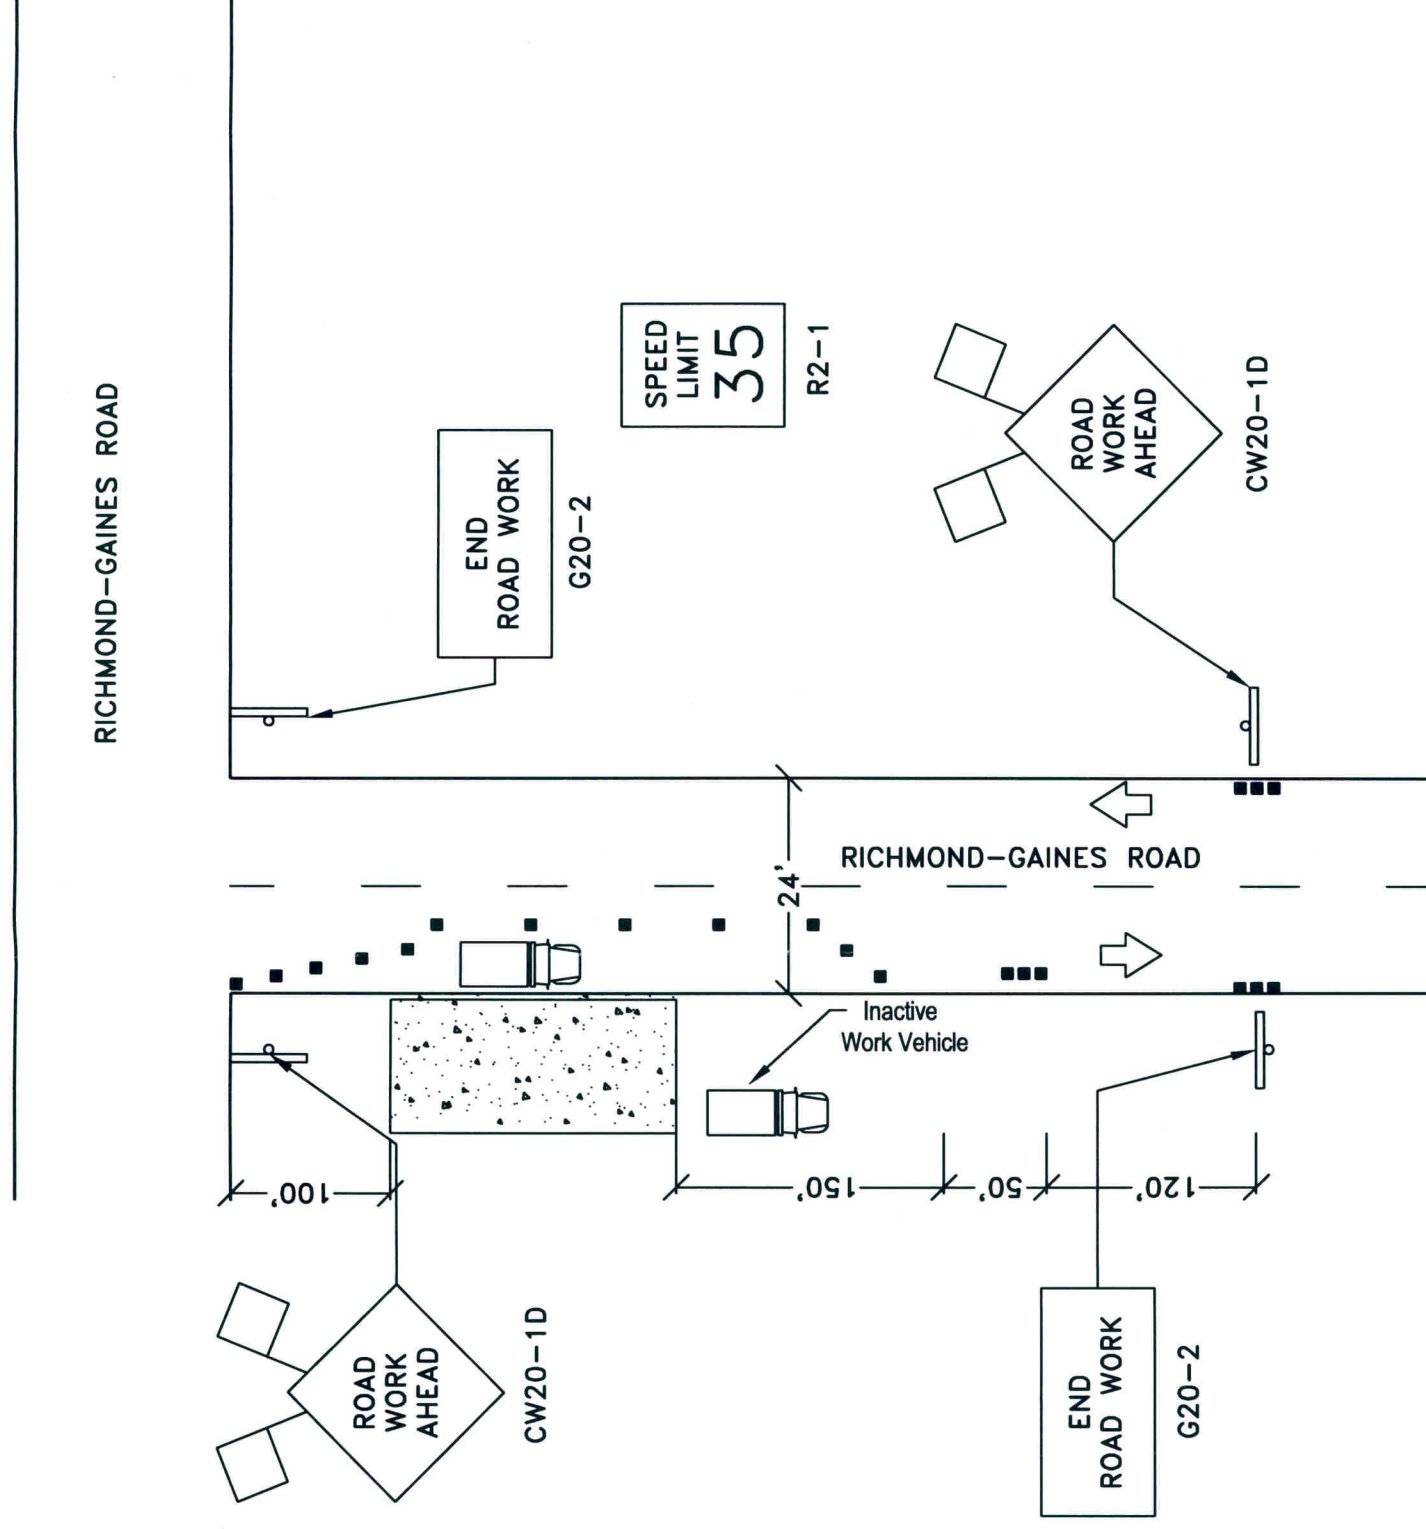 RICHMOND-GAINES ROAD
SPEED
LIMIT
35
R2-1
END
ROAD WORK
G20-2
ROAD
WORK
AHEAD
CW20-1D
RICHMOND-GAINES ROAD
24'
Inactive
Work Vehicle
100'
150'
50'
120'
ROAD
WORK
AHEAD
CW20-1D
END
ROAD WORK
G20-2